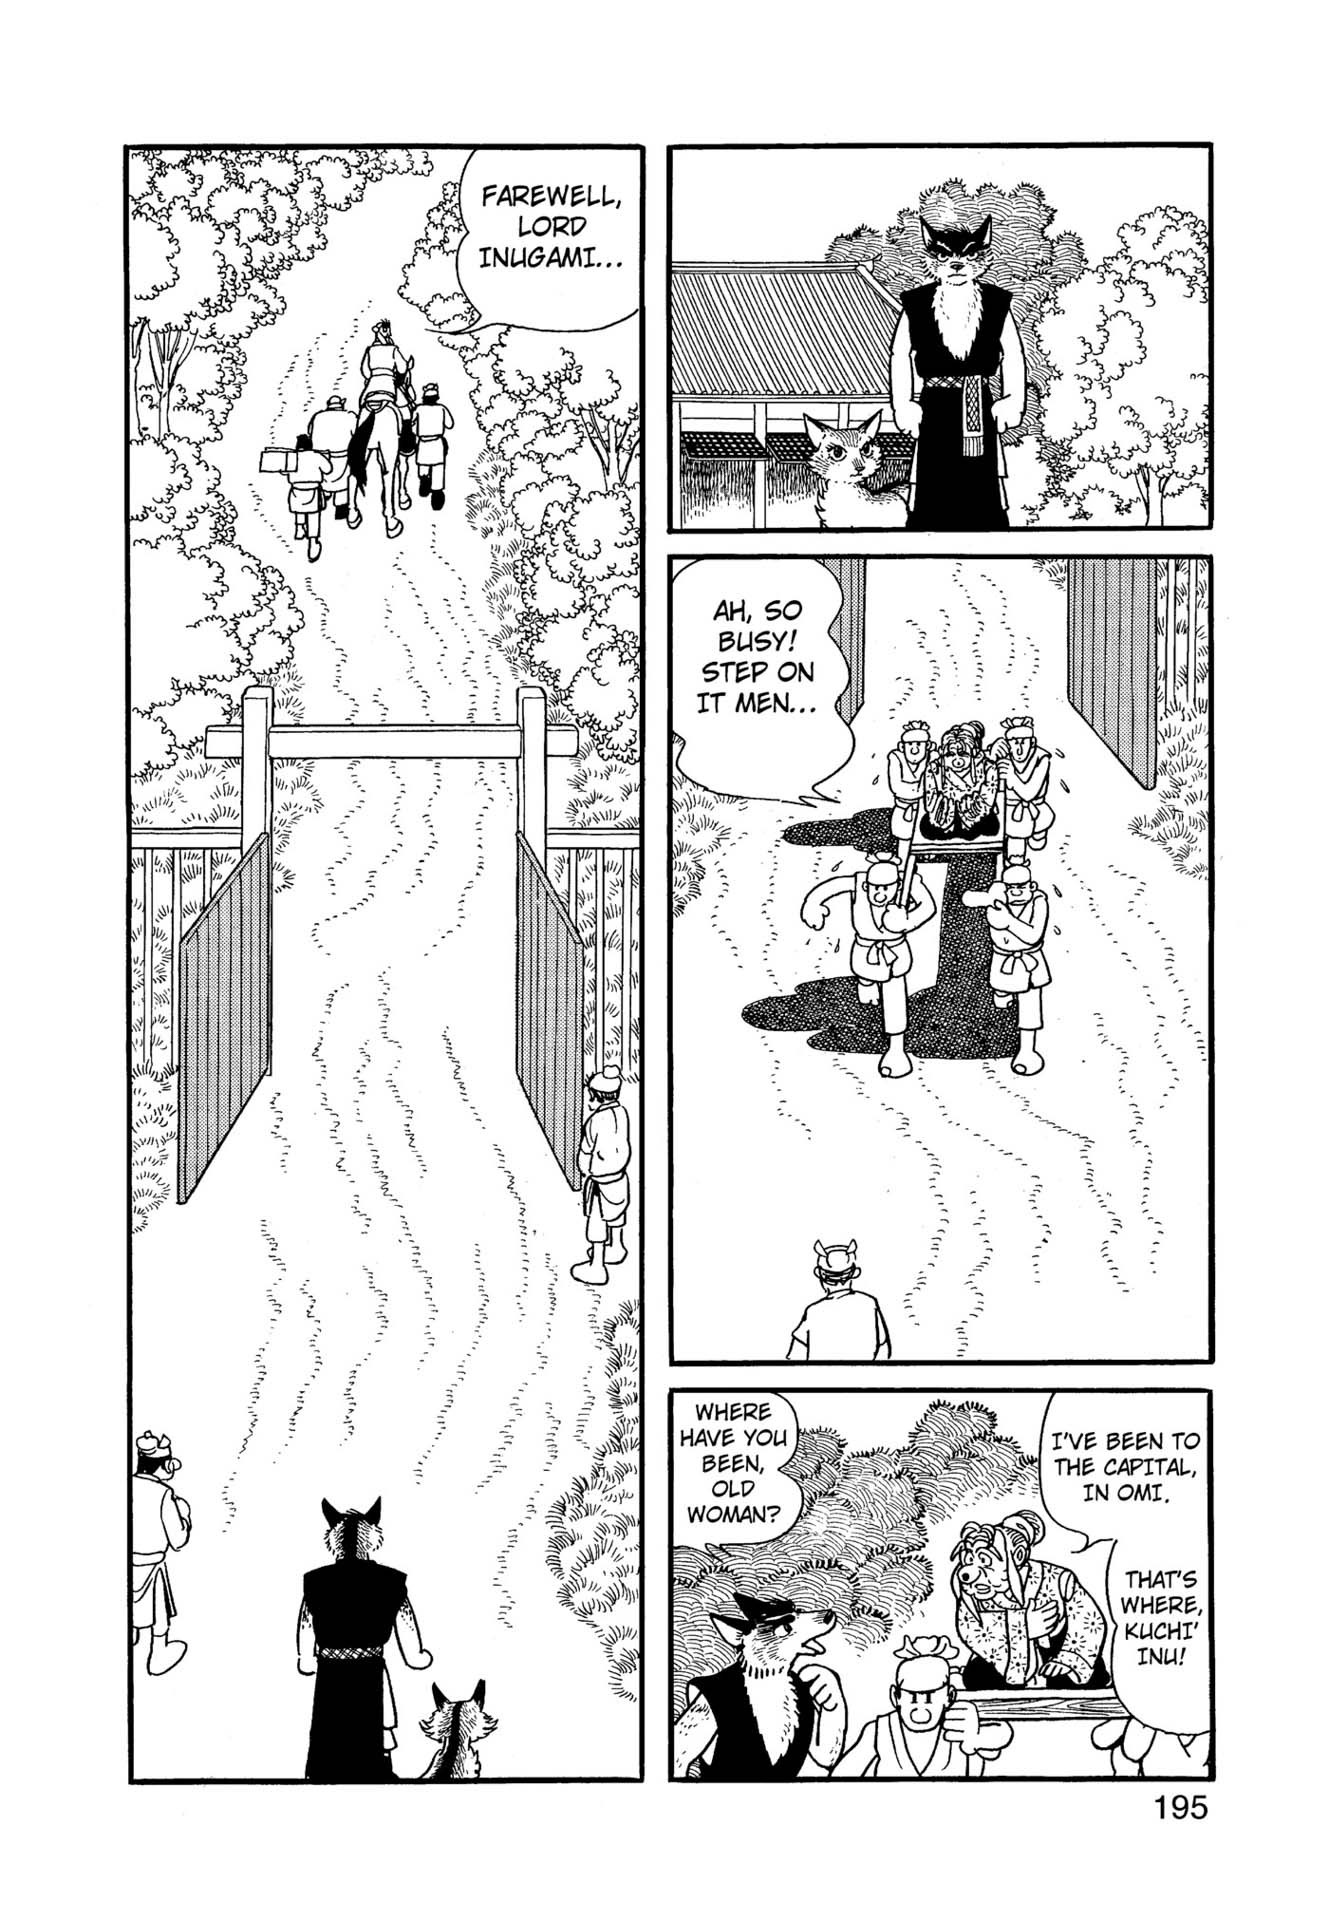 FAREWELL,
LORD
INUGAMI...
AH, SO
BUSY!
STEP ON
IT MEN...
WHERE
HAVE YOU
BEEN,
OLD
WOMAN?
I'VE BEEN TO
THE CAPITAL,
IN OMI.
THAT'S
WHERE,
KUCHI'
INU!
195